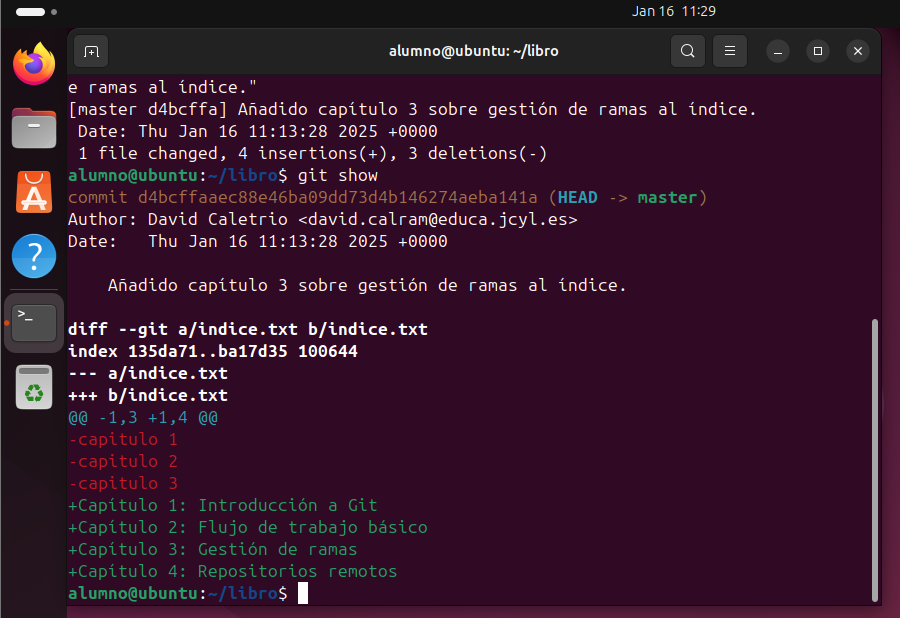 Jan 16 11:29
alumno@ubuntu: ~/libro
e ramas al índice."
[master d4bcffa] Añadido capítulo 3 sobre gestión de ramas al índice.
 Date: Thu Jan 16 11:13:28 2025 +0000
 1 file changed, 4 insertions(+), 3 deletions(-)
alumno@ubuntu:~/libro$ git show
commit d4bcffaaec88e46ba09dd73d4b146274aeba141a (HEAD -> master)
Author: David Caletrio <david.calram@educa.jcyl.es>
Date:   Thu Jan 16 11:13:28 2025 +0000

    Añadido capítulo 3 sobre gestión de ramas al índice.

diff --git a/indice.txt b/indice.txt
index 135da71..ba17d35 100644
--- a/indice.txt
+++ b/indice.txt
@@ -1,3 +1,4 @@
-capitulo 1
-capitulo 2
-capitulo 3
+Capítulo 1: Introducción a Git
+Capítulo 2: Flujo de trabajo básico
+Capítulo 3: Gestión de ramas
+Capítulo 4: Repositorios remotos
alumno@ubuntu:~/libro$